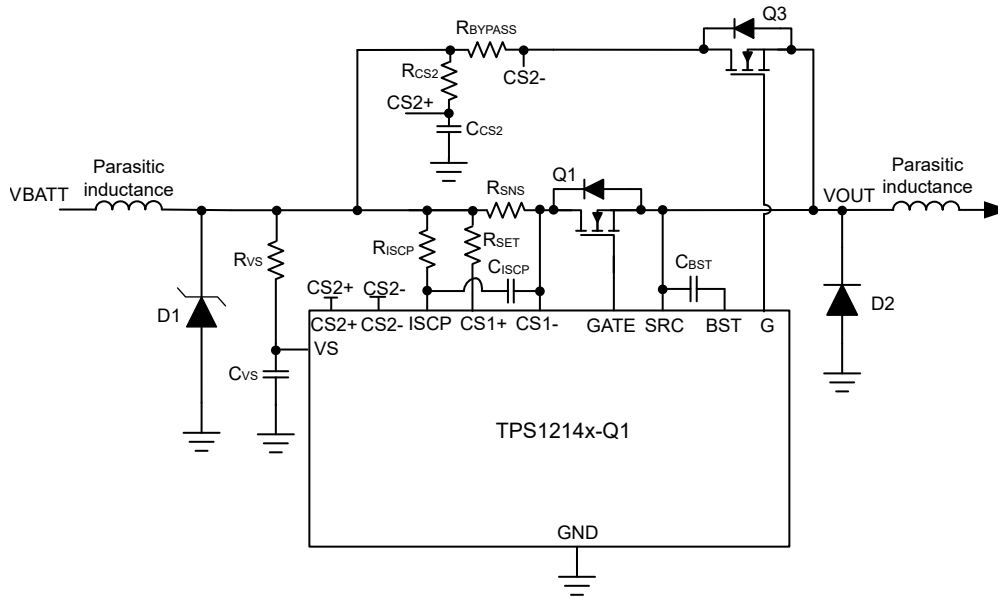 Q3
RBYPASS
RCS2
CS2-
CS2+
CCS2
Parasitic
inductance
VBATT
Q1
RSNS
VOUT
Parasitic
inductance
RVS
RISCP
RSET
CISCP
CBST
D1
CS2+
CS2-
D2
CS2+
CS2-
ISCP
CS1+
CS1-
GATE
SRC
BST
G
VS
CVS
TPS1214x-Q1
GND